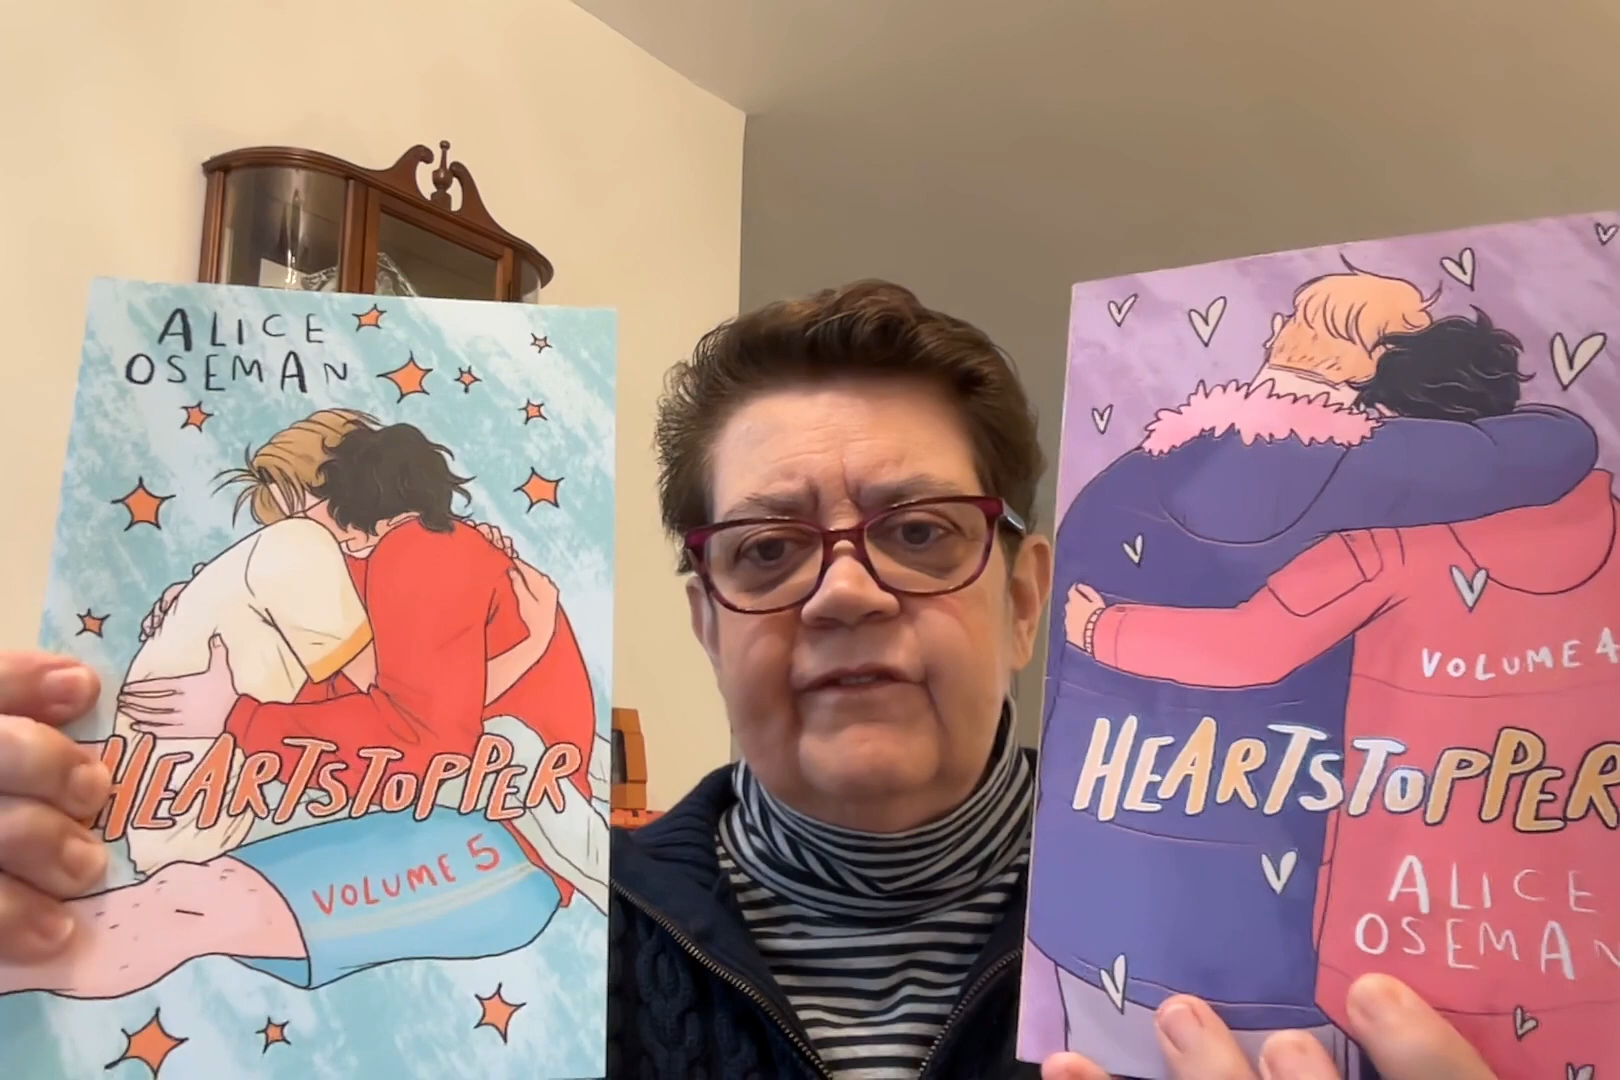 ALICE
OSEMAN
HEARTSTOPPER
VOLUME 5
VOLUME 4
HEARTSTOPPER
ALICE
OSEMAN